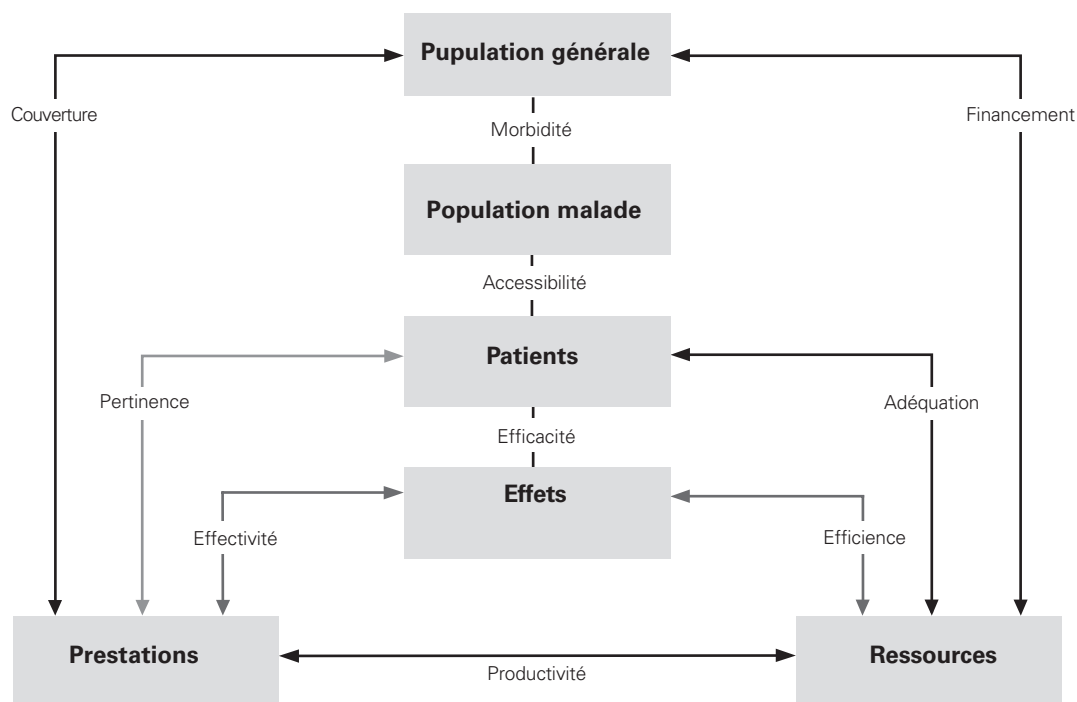 Pupulation générale
Couverture
Financement
Morbidité
Population malade
Accessibilité
Patients
Pertinence
Adéquation
Efficacité
Effets
Effectivité
Efficience
Prestations
Ressources
Productivité